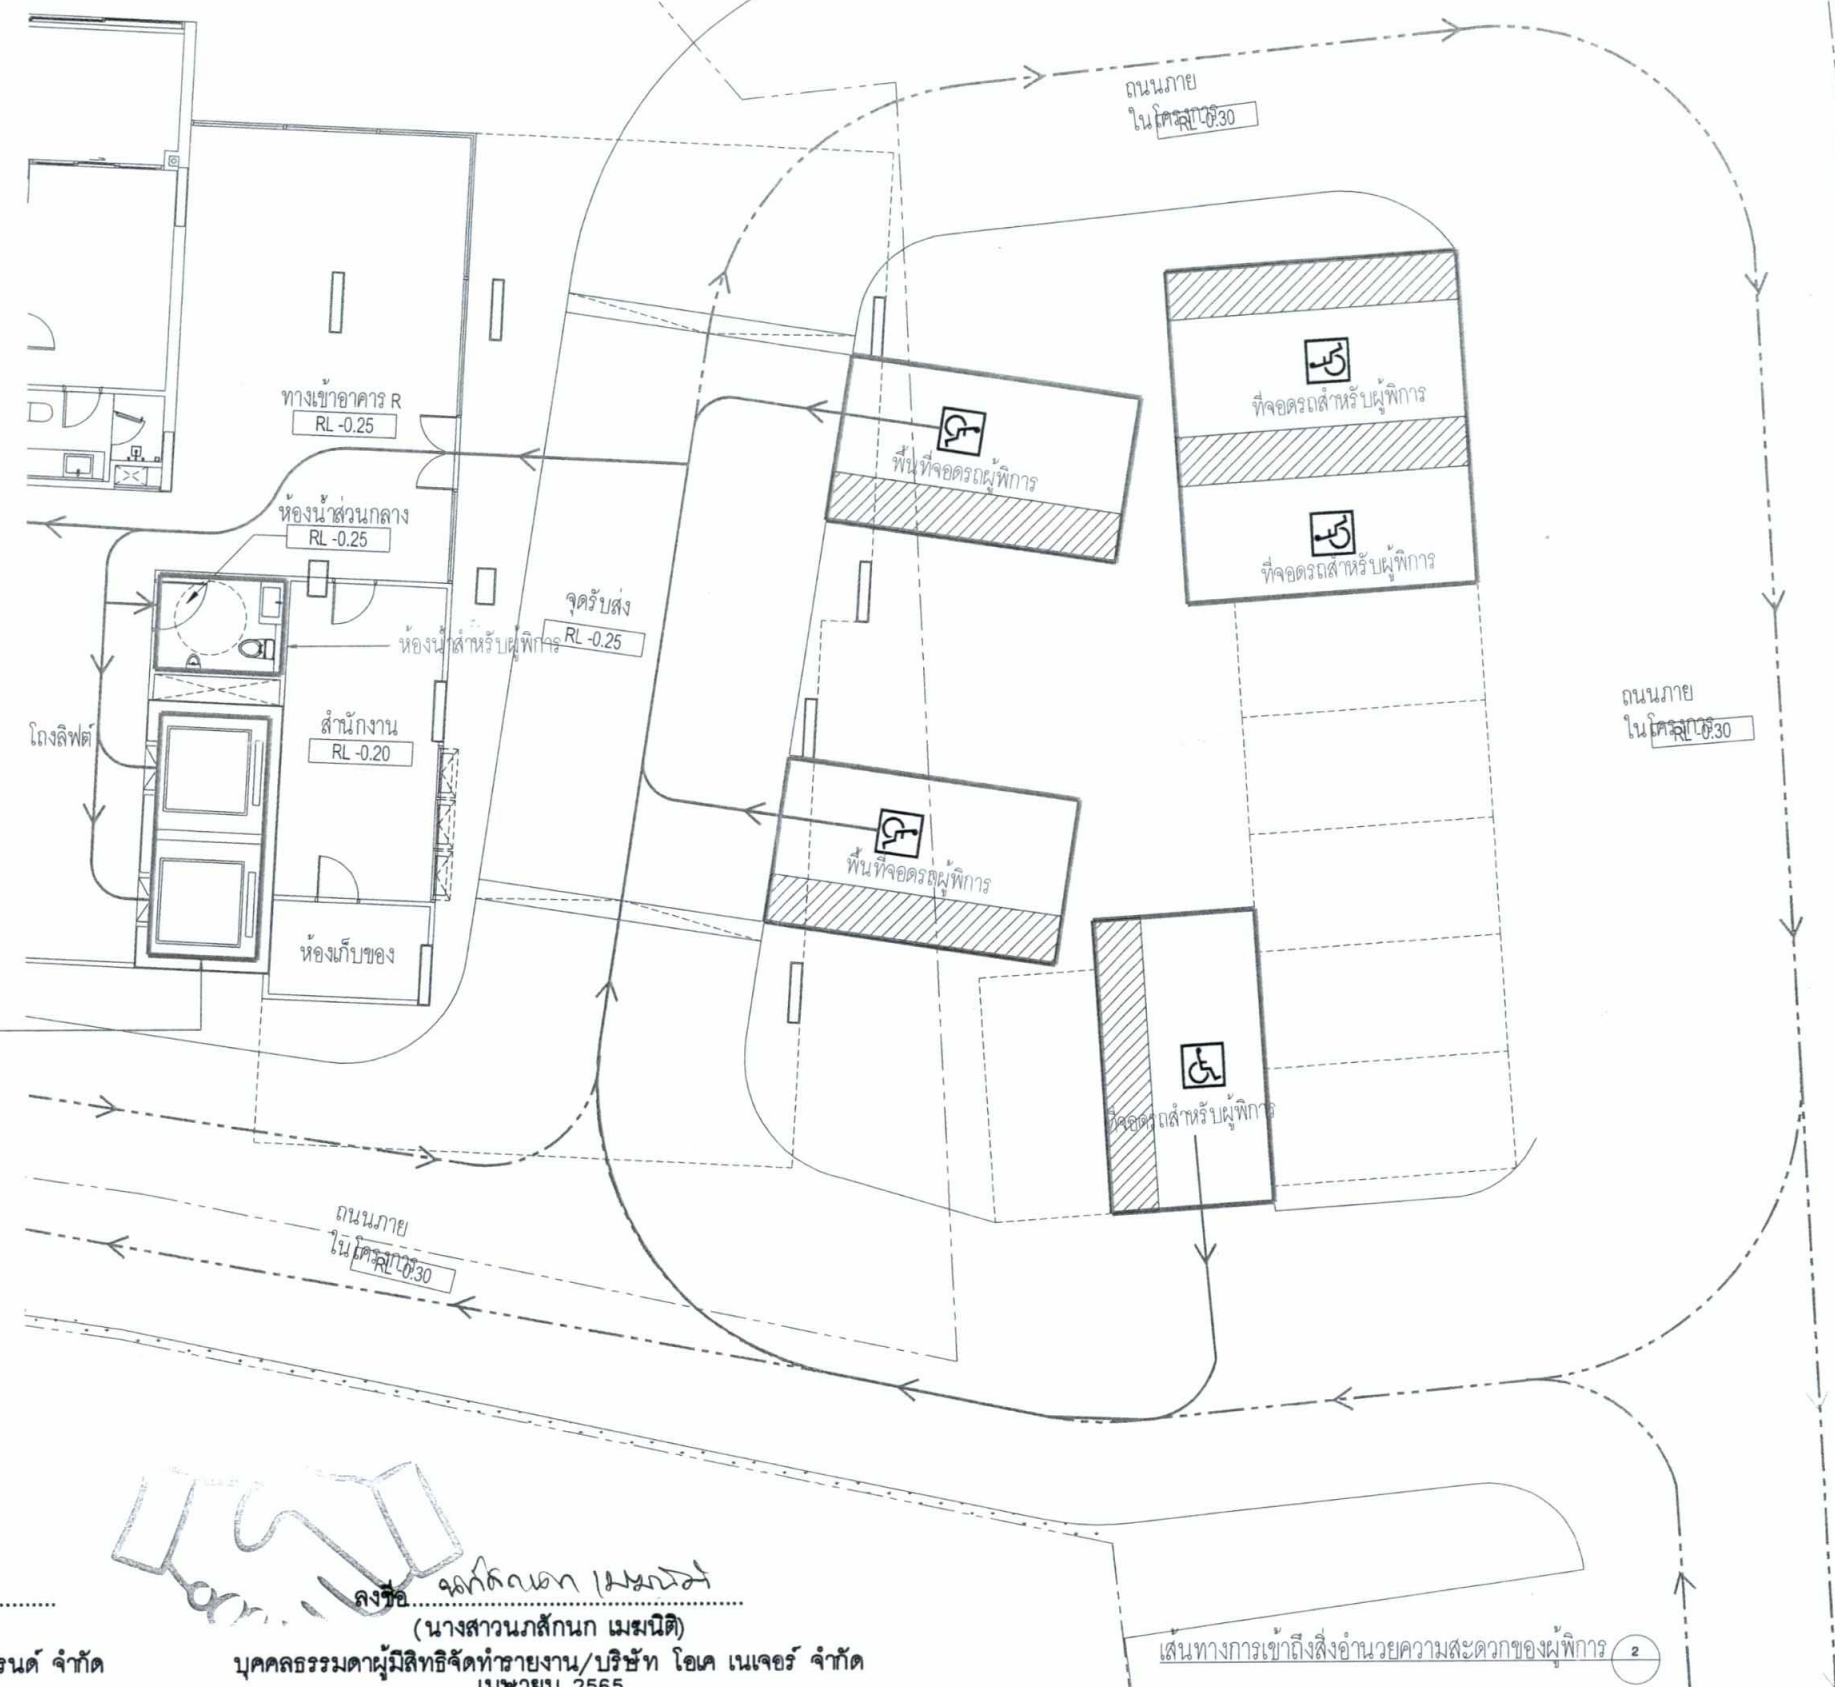 ถนนภาย
ในโครงการ
RL -0.30
ทางเข้าอาคาร R
RL -0.25
ที่จอดรถสำหรับผู้พิการ
พื้นที่จอดรถผู้พิการ
ห้องน้ำส่วนกลาง
RL -0.25
ที่จอดรถสำหรับผู้พิการ
จุดรับส่ง
RL -0.25
ห้องน้ำสำหรับผู้พิการ
ถนนภาย
ในโครงการ
RL -0.30
โถงลิฟต์
สำนักงาน
RL -0.20
พื้นที่จอดรถผู้พิการ
ห้องเก็บของ
ที่จอดรถสำหรับผู้พิการ
ถนนภาย
ในโครงการ
RL -0.30
ลงชื่อ
(นางสาวนภสักนก เมฆนิติ)
รนด์ จำกัด
บุคคลธรรมดาผู้มีสิทธิจัดทำรายงาน/บริษัท โอเค เนเจอร์ จำกัด
เมษายน 2565
เส้นทางการเข้าถึงสิ่งอำนวยความสะดวกของผู้พิการ 2